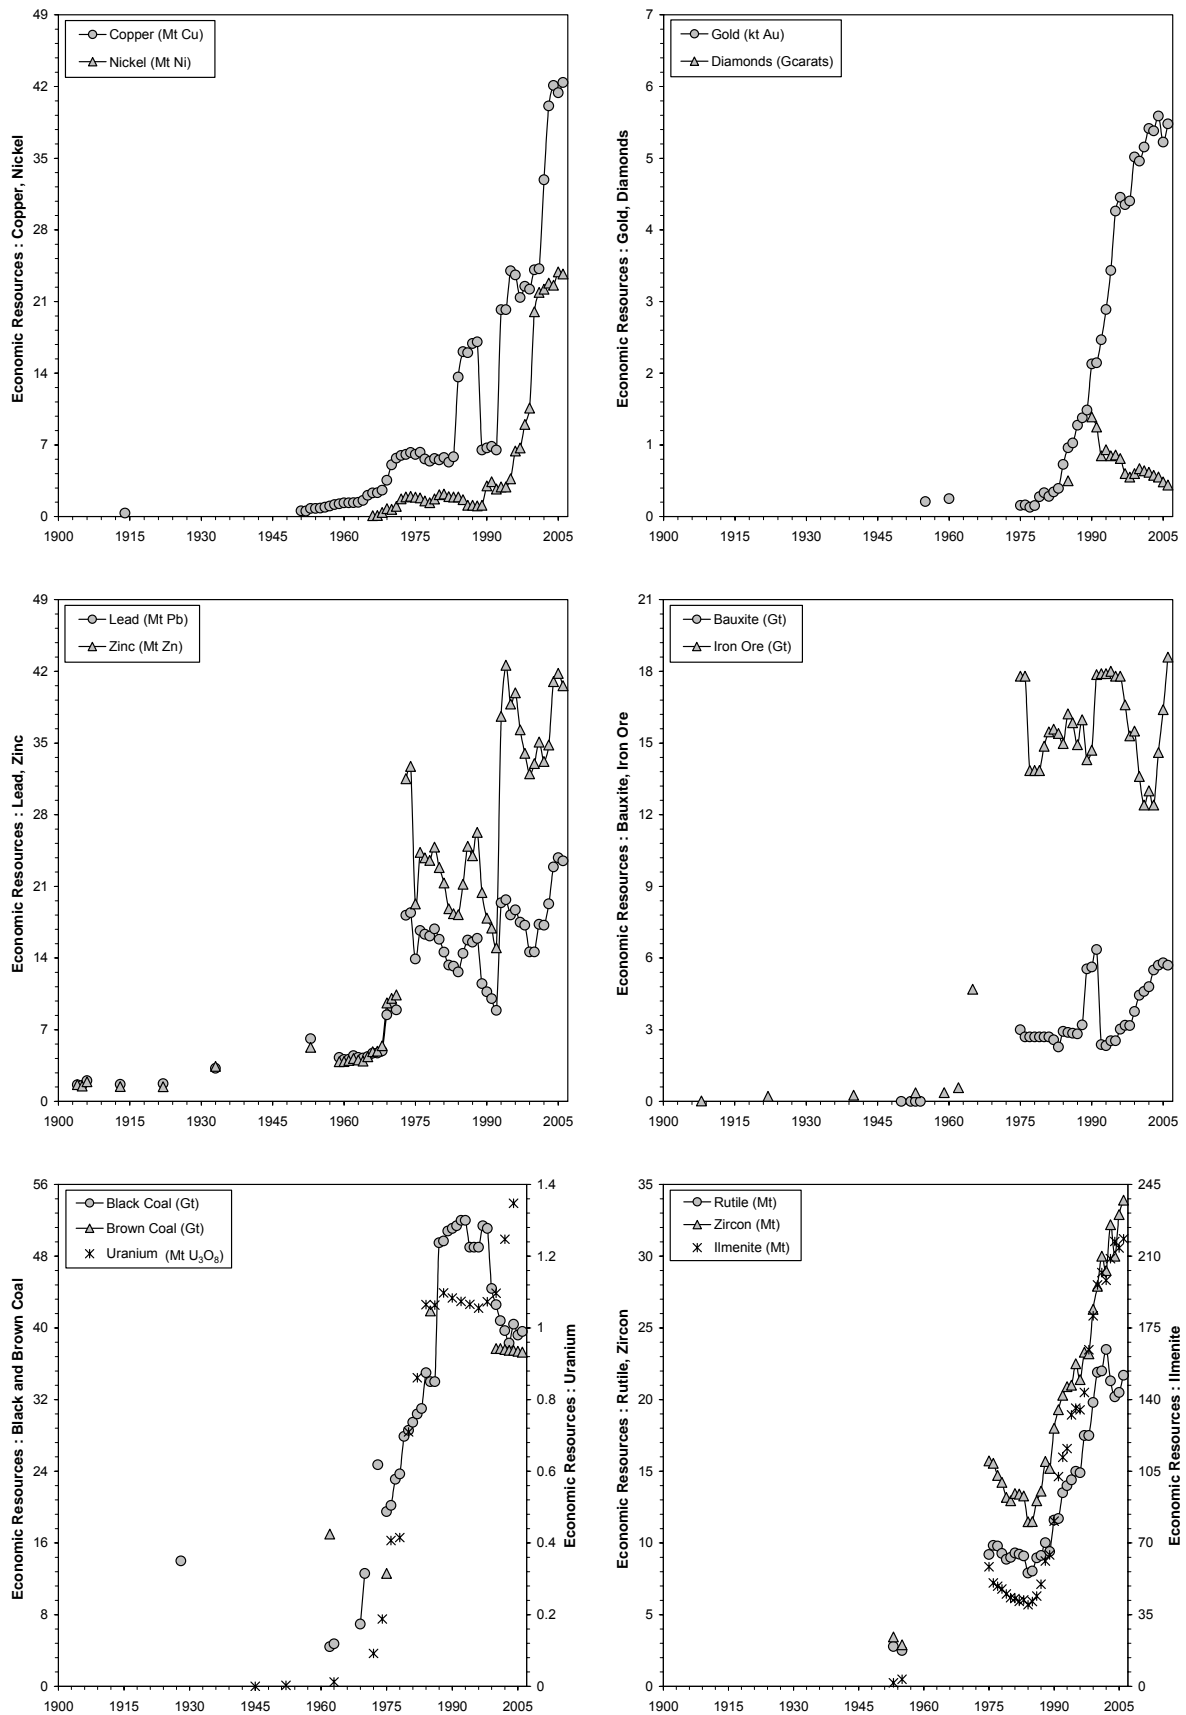 Economic Resources : Copper, Nickel
49
42
35
28
21
14
7
0
Copper (Mt Cu)
Nickel (Mt Ni)
1900 1915 1930 1945 1960 1975 1990 2005
Economic Resources : Gold, Diamonds
7
6
5
4
3
2
1
0
Gold (kt Au)
Diamonds (Gcarats)
1900 1915 1930 1945 1960 1975 1990 2005
Economic Resources : Lead, Zinc
49
42
35
28
21
14
7
0
Lead (Mt Pb)
Zinc (Mt Zn)
1900 1915 1930 1945 1960 1975 1990 2005
Economic Resources : Bauxite, Iron Ore
21
18
15
12
9
6
3
0
Bauxite (Gt)
Iron Ore (Gt)
1900 1915 1930 1945 1960 1975 1990 2005
Economic Resources : Black and Brown Coal
56
48
40
32
24
16
8
0
Black Coal (Gt)
Brown Coal (Gt)
Uranium (Mt U₃O₈)
1.4
1.2
1
0.8
0.6
0.4
0.2
0
Economic Resources : Uranium
1900 1915 1930 1945 1960 1975 1990 2005
Economic Resources : Rutile, Zircon
35
30
25
20
15
10
5
0
Rutile (Mt)
Zircon (Mt)
Ilmenite (Mt)
245
210
175
140
105
70
35
0
Economic Resources : Ilmenite
1900 1915 1930 1945 1960 1975 1990 2005